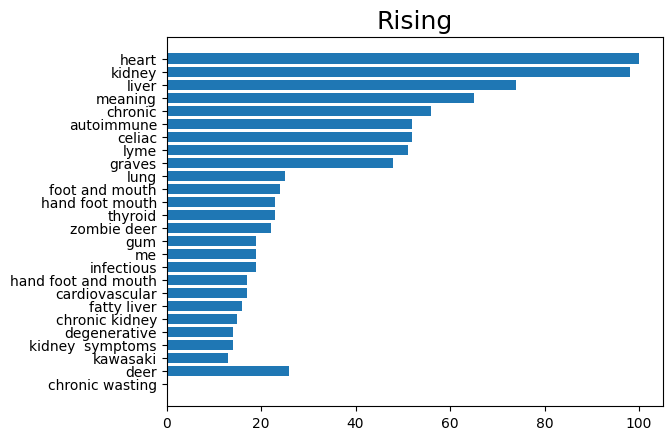 Rising
heart
kidney
liver
meaning
chronic
autoimmune
celiac
lyme
graves
lung
foot and mouth
hand foot mouth
thyroid
zombie deer
gum
me
infectious
hand foot and mouth
cardiovascular
fatty liver
chronic kidney
degenerative
kidney  symptoms
kawasaki
deer
chronic wasting
0 20 40 60 80 100